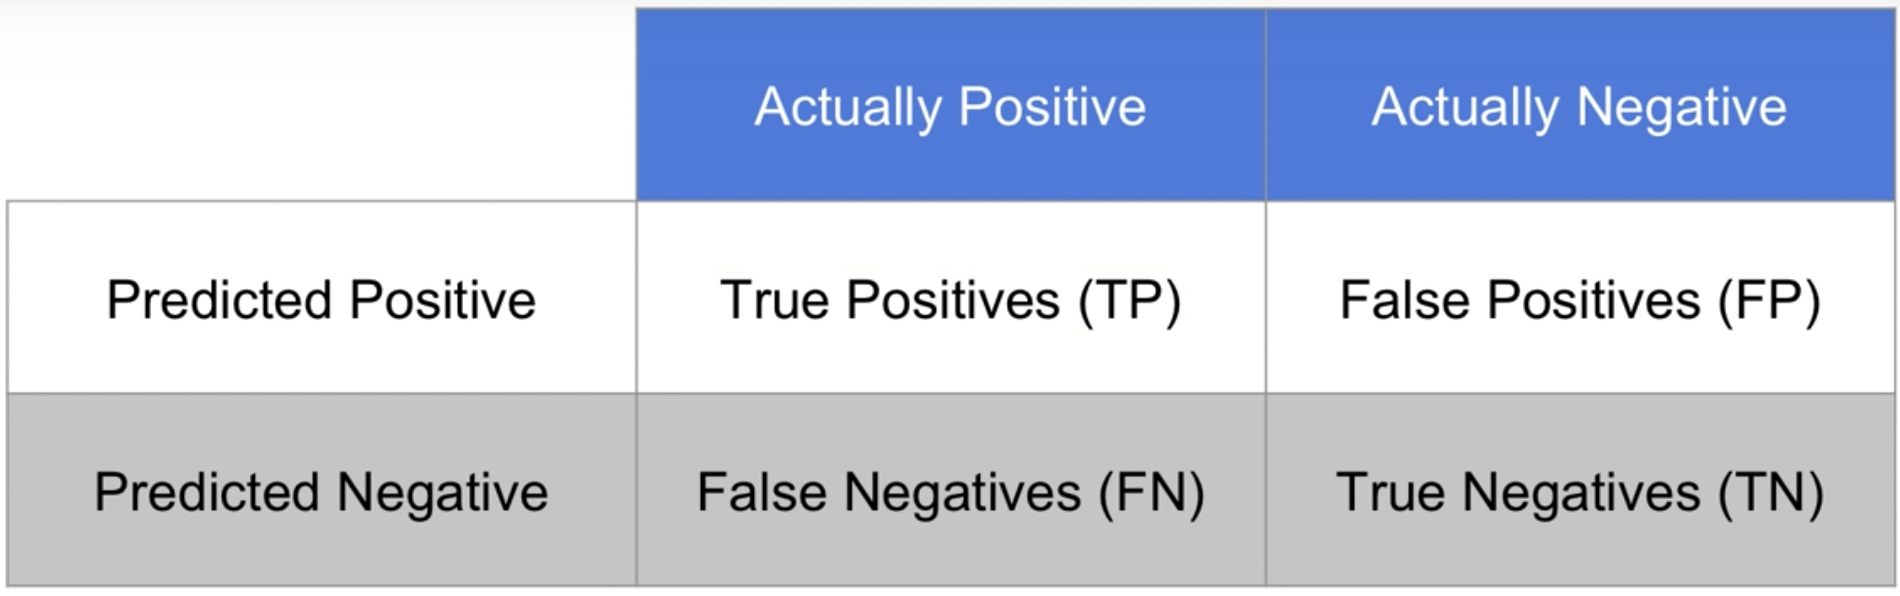 Actually Positive
Actually Negative
Predicted Positive
True Positives (TP)
False Positives (FP)
Predicted Negative
False Negatives (FN)
True Negatives (TN)